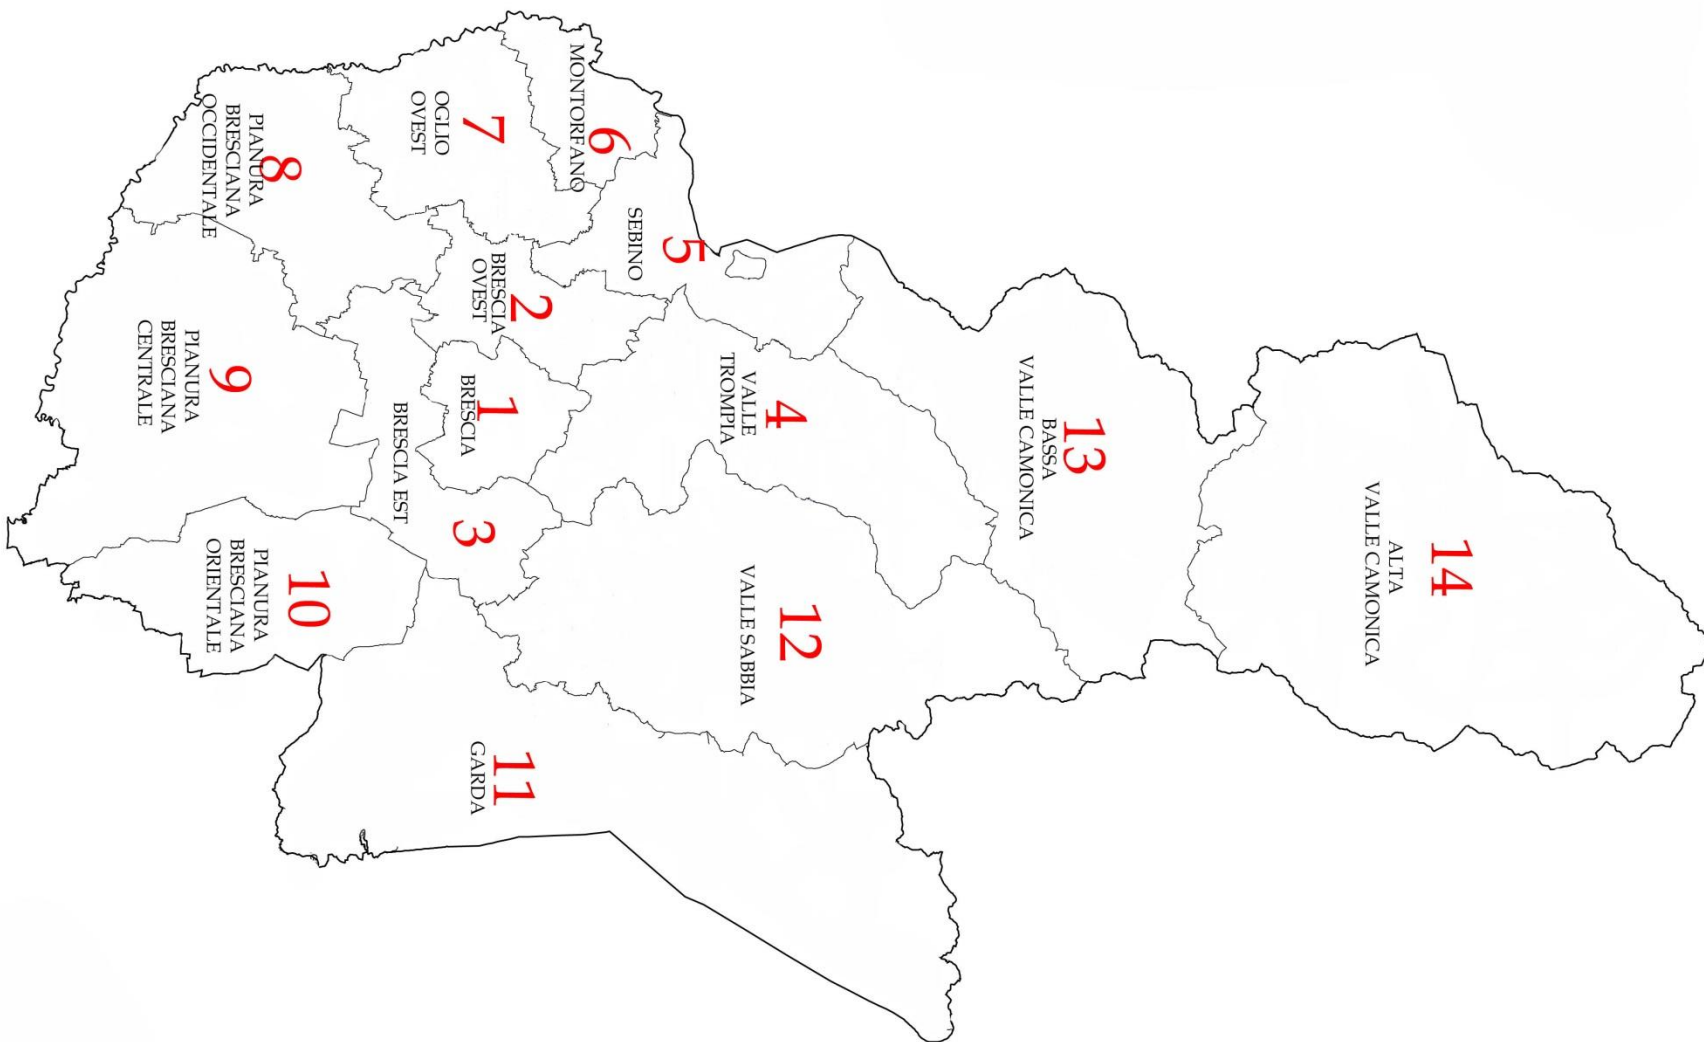 14
ALTA
VALLE CAMONICA
13
BASSA
VALLE CAMONICA
12
VALLE SABBIA
4
VALLE
TROMPIA
5
SEBINO
6
MONTORFANO
7
OGLIO
OVEST
2
BRESCIA
OVEST
1
BRESCIA
3
BRESCIA EST
11
GARDA
8
PIANURA
BRESCIANA
OCCIDENTALE
9
PIANURA
BRESCIANA
CENTRALE
10
PIANURA
BRESCIANA
ORIENTALE